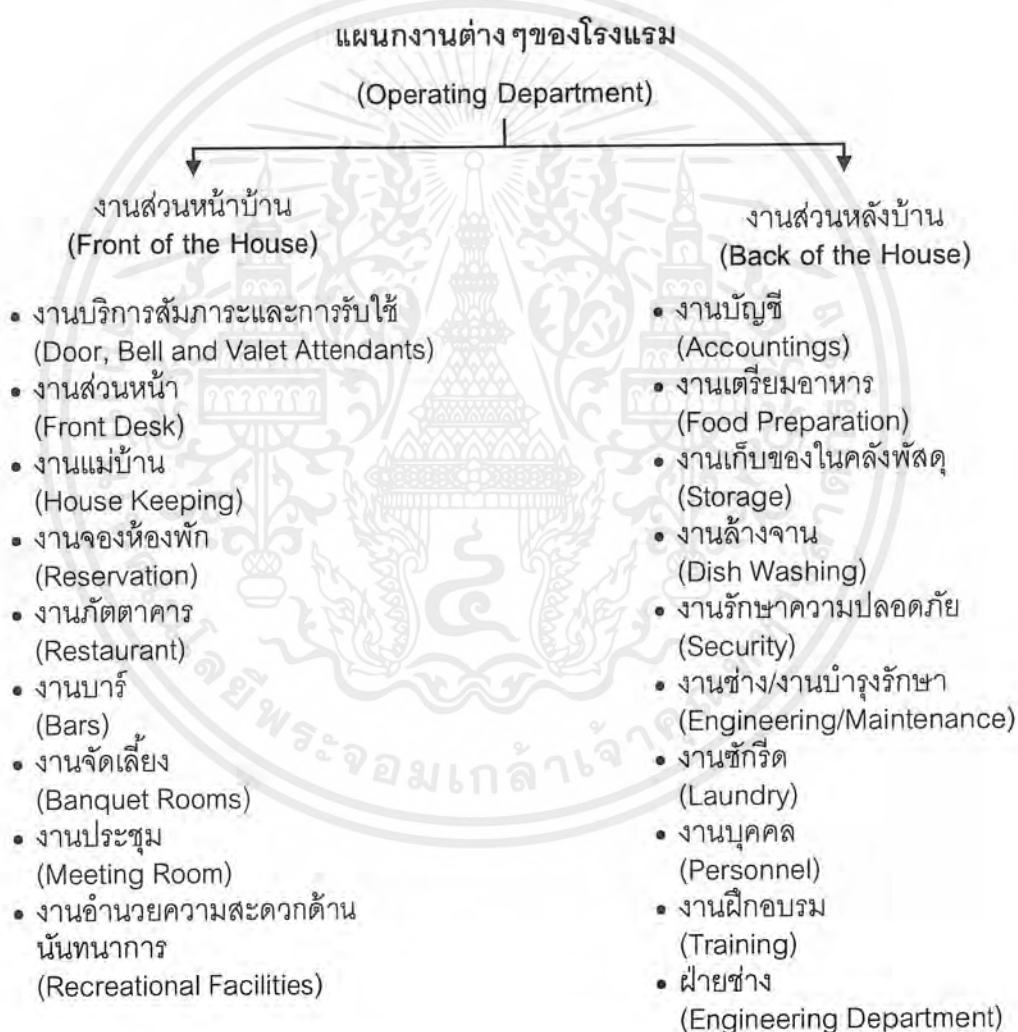 แผนกงานต่าง ๆของโรงแรม
(Operating Department)
งานส่วนหน้าบ้าน
(Front of the House)
• งานบริการสัมภาระและการรับใช้
(Door, Bell and Valet Attendants)
• งานส่วนหน้า
(Front Desk)
• งานแม่บ้าน
(House Keeping)
• งานจองห้องพัก
(Reservation)
• งานภัตตาคาร
(Restaurant)
• งานบาร์
(Bars)
• งานจัดเลี้ยง
(Banquet Rooms)
• งานประชุม
(Meeting Room)
• งานอำนวยความสะดวกด้าน
นันทนาการ
(Recreational Facilities)
งานส่วนหลังบ้าน
(Back of the House)
• งานบัญชี
(Accountings)
• งานเตรียมอาหาร
(Food Preparation)
• งานเก็บของในคลังพัสดุ
(Storage)
• งานล้างจาน
(Dish Washing)
• งานรักษาความปลอดภัย
(Security)
• งานช่าง/งานบำรุงรักษา
(Engineering/Maintenance)
• งานซักรีด
(Laundry)
• งานบุคคล
(Personnel)
• งานฝึกอบรม
(Training)
• ฝ่ายช่าง
(Engineering Department)